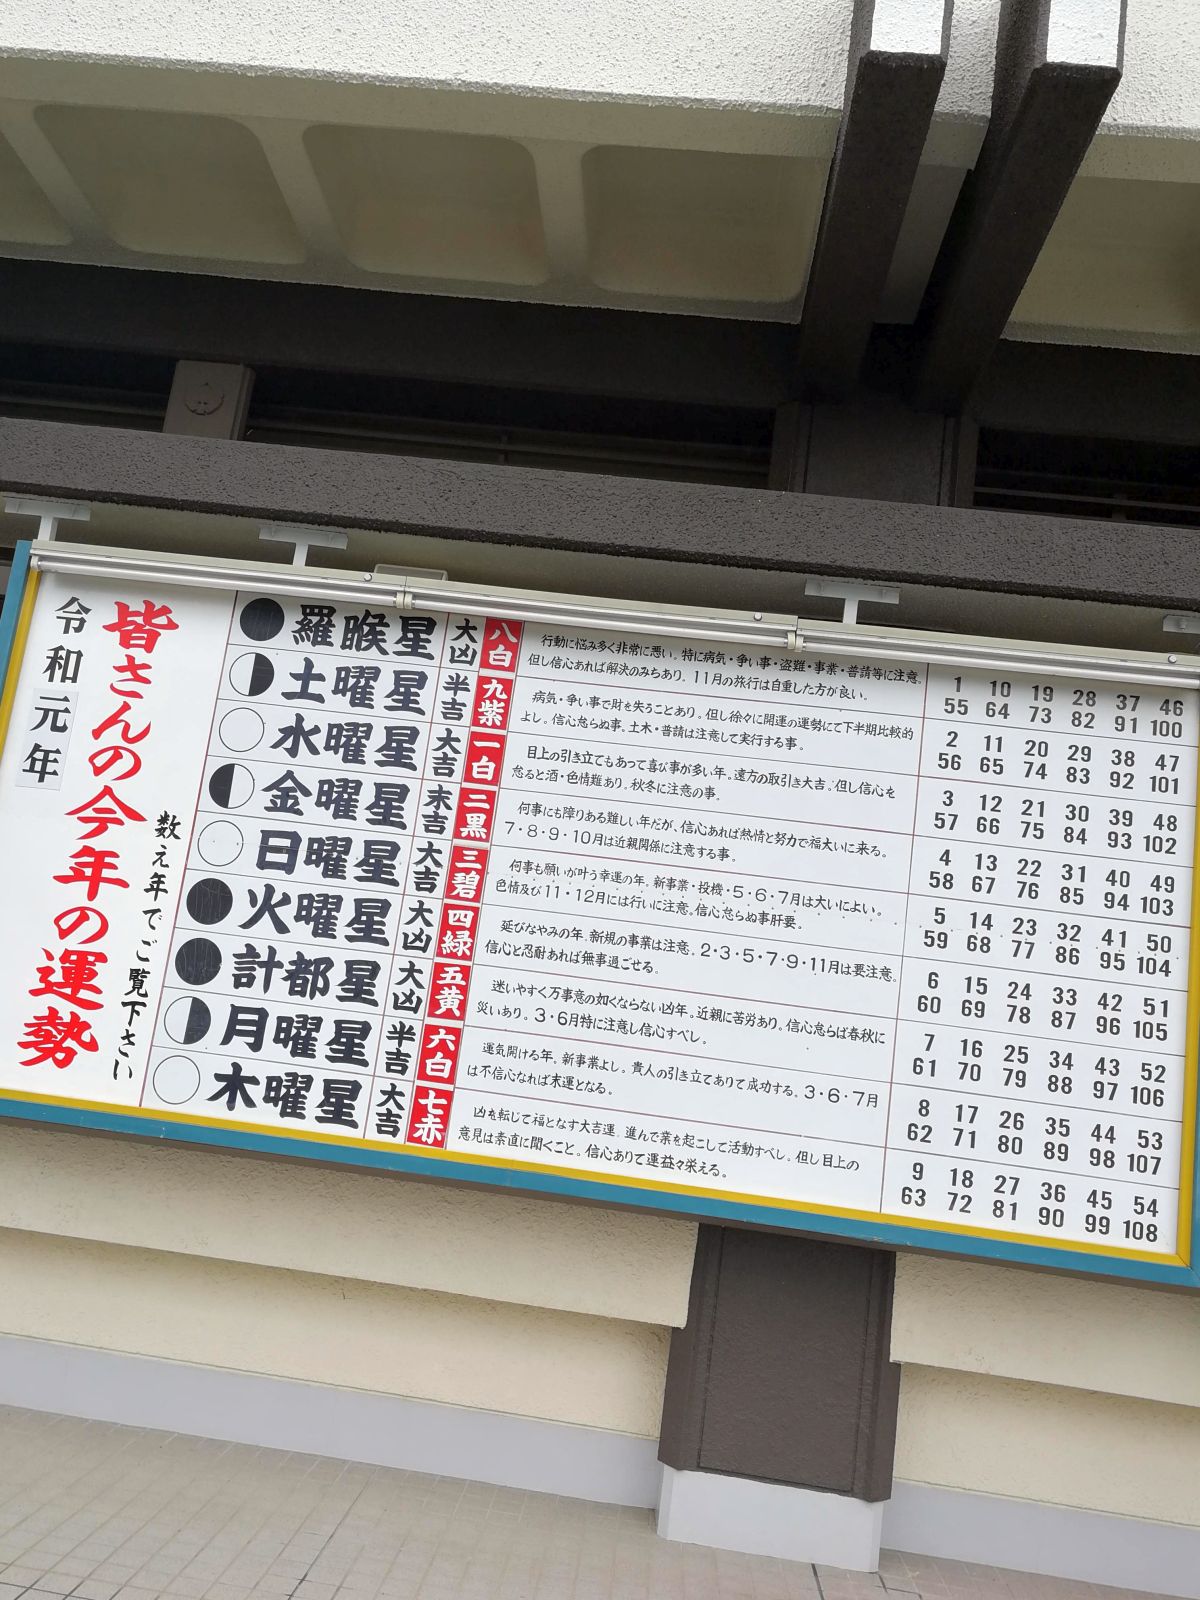 令和元年
皆さんの今年の運勢
数え年でご覧下さい
羅睺星 大凶 八白
行動に悩み多く非常に悪い。特に病気・争い事・盗難・事業・普請等に注意。
但し信心あれば解決のみちあり。11月の旅行は自重した方が良い。
1 10 19 28 37 46
55 64 73 82 91 100
土曜星 半吉 九紫
病気・争い事で財を失うことあり。但し徐々に開運の運勢にて下半期比較的
よし。信心怠らぬ事。土木・普請は注意して実行する事。
2 11 20 29 38 47
56 65 74 83 92 101
水曜星 大吉 一白
目上の引き立てもあって喜び事が多い年。遠方の取引き大吉。但し信心を
怠ると酒・色情難あり。秋冬に注意の事。
3 12 21 30 39 48
57 66 75 84 93 102
金曜星 末吉 二黒
何事にも障りある難しい年だが、信心あれば熱情と努力で福大いに来る。
7・8・9・10月は近親関係に注意する事。
4 13 22 31 40 49
58 67 76 85 94 103
日曜星 大吉 三碧
何事も願いが叶う幸運の年。新事業・投機・5・6・7月は大いによい。
色情及び11・12月には行いに注意。信心怠らぬ事肝要。
5 14 23 32 41 50
59 68 77 86 95 104
火曜星 大凶 四緑
延びなやみの年。新規の事業は注意。2・3・5・7・9・11月は要注意。
信心と忍耐あれば無事過ごせる。
6 15 24 33 42 51
60 69 78 87 96 105
計都星 大凶 五黄
迷いやすく万事意の如くならない凶年。近親に苦労あり。信心怠らば春秋に
災いあり。3・6月特に注意し信心すべし。
7 16 25 34 43 52
61 70 79 88 97 106
月曜星 半吉 六白
運気開ける年。新事業よし。貴人の引き立てありて成功する。3・6・7月
は不信心なれば末運となる。
8 17 26 35 44 53
62 71 80 89 98 107
木曜星 大吉 七赤
凶を転じて福となす大吉運。進んで業を起こして活動すべし。但し目上の
意見は素直に聞くこと。信心ありて運益々栄える。
9 18 27 36 45 54
63 72 81 90 99 108